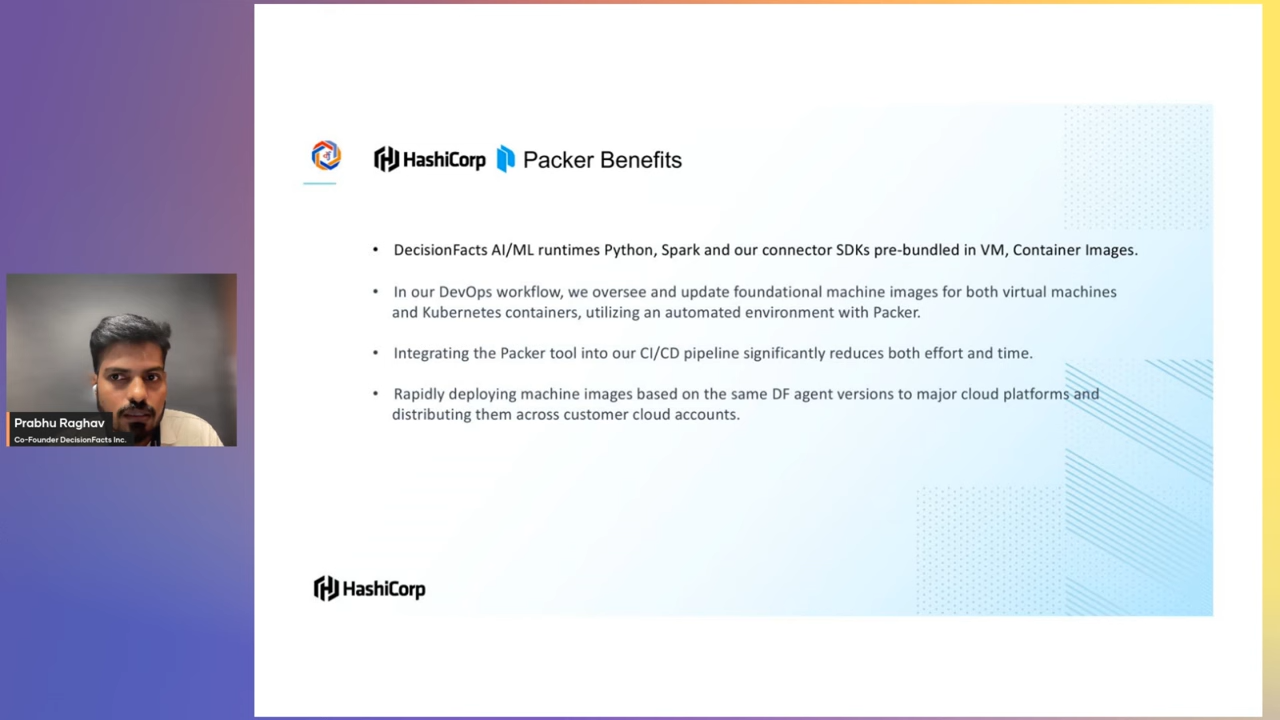 HashiCorp Packer Benefits
• DecisionFacts AI/ML runtimes Python, Spark and our connector SDKs pre-bundled in VM, Container Images.
• In our DevOps workflow, we oversee and update foundational machine images for both virtual machines
and Kubernetes containers, utilizing an automated environment with Packer.
• Integrating the Packer tool into our CI/CD pipeline significantly reduces both effort and time.
• Rapidly deploying machine images based on the same DF agent versions to major cloud platforms and
distributing them across customer cloud accounts.
HashiCorp
Prabhu Raghav
Co-Founder DecisionFacts Inc.